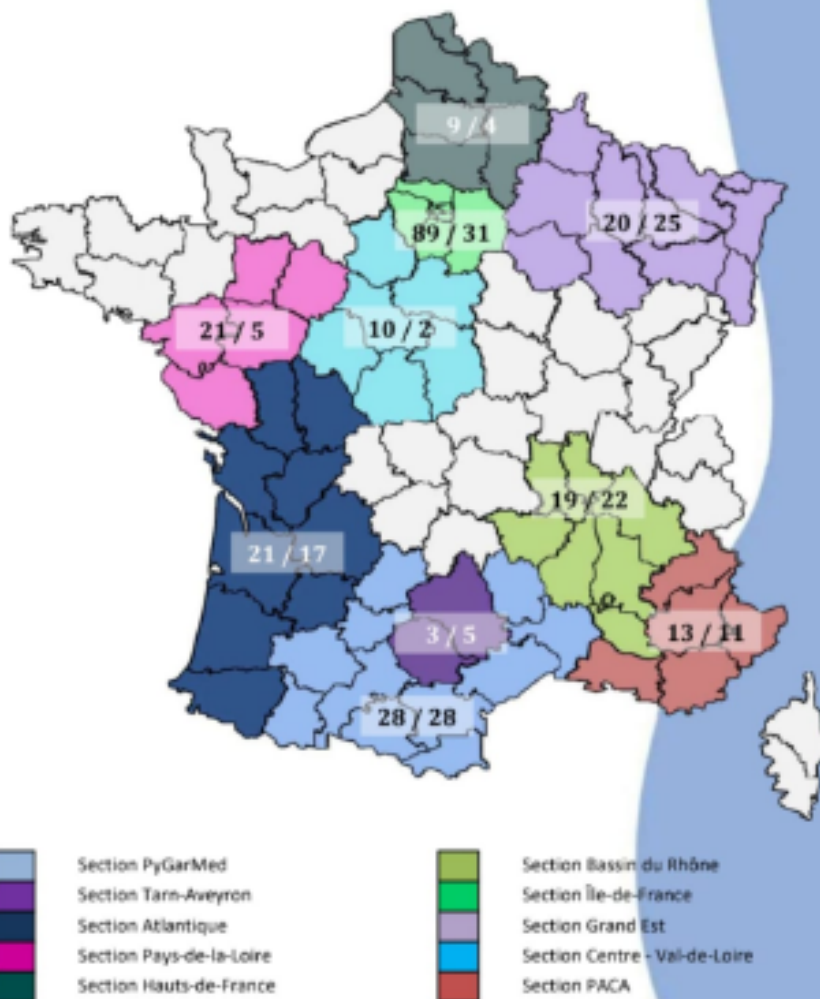 9 / 4
89 / 31
20 / 25
21 / 5
10 / 2
19 / 22
21 / 17
3 / 5
13 / 11
28 / 28
Section PyGarMed
Section Tarn-Aveyron
Section Atlantique
Section Pays-de-la-Loire
Section Hauts-de-France
Section Bassin du Rhône
Section Île-de-France
Section Grand Est
Section Centre - Val-de-Loire
Section PACA